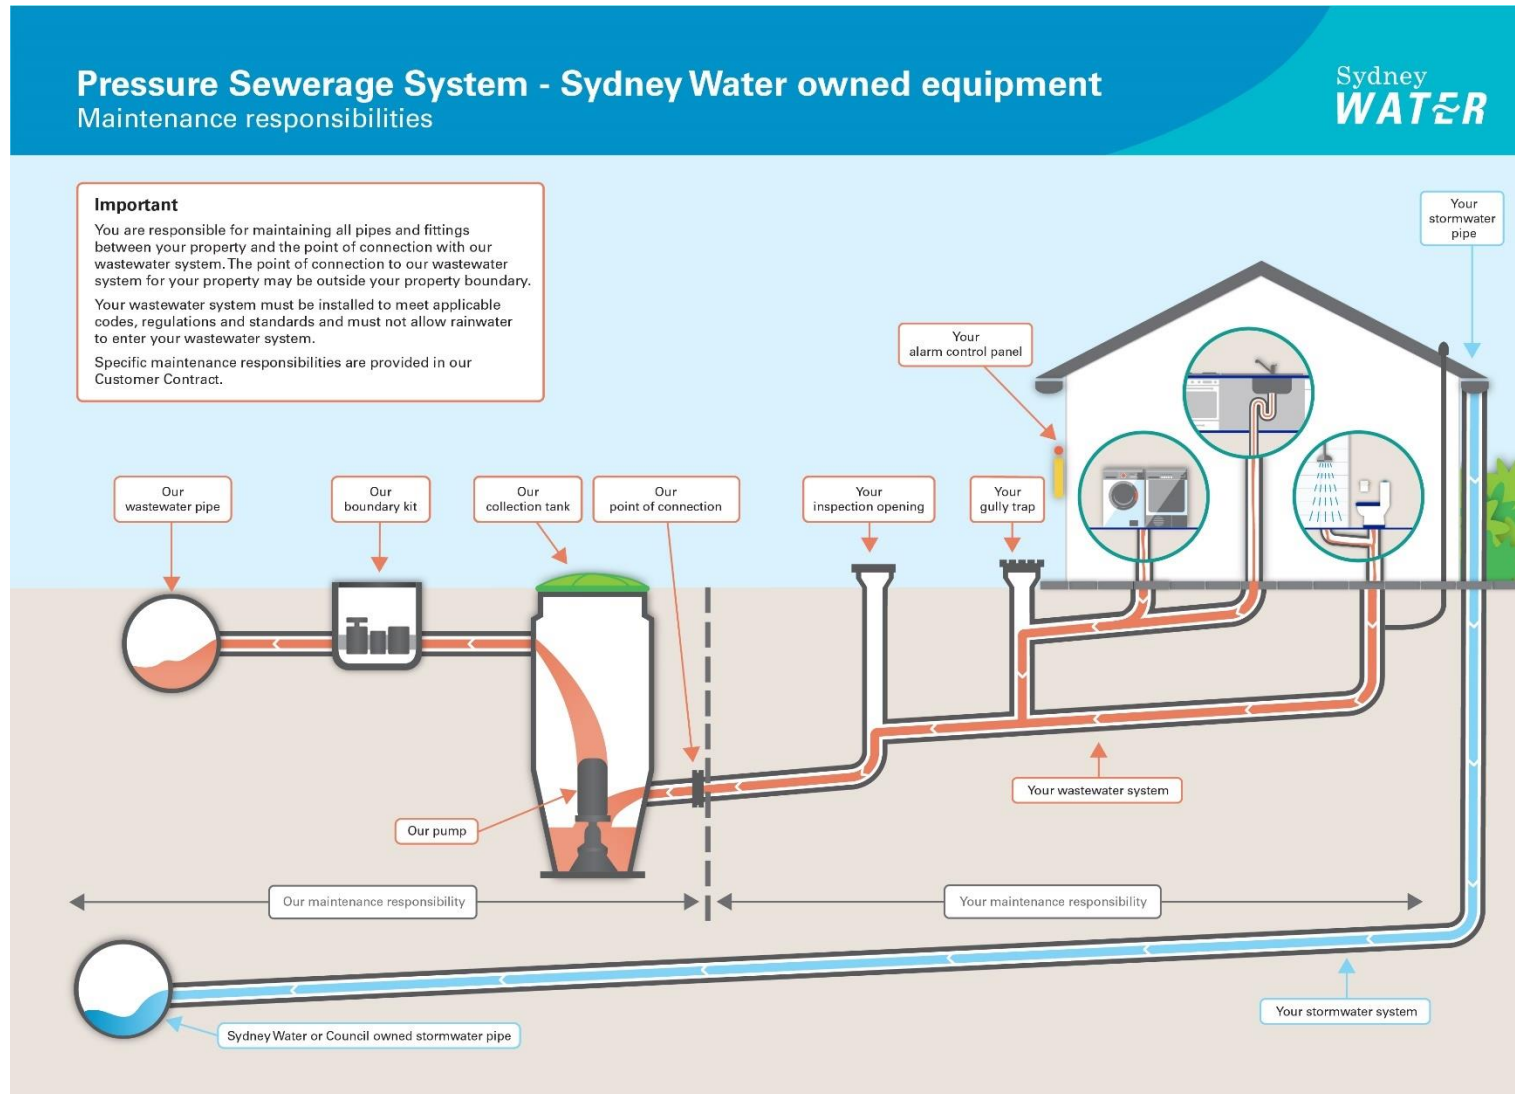 Pressure Sewerage System - Sydney Water owned equipment
Maintenance responsibilities
Sydney
WATER
Important
You are responsible for maintaining all pipes and fittings
between your property and the point of connection with our
wastewater system. The point of connection to our wastewater
system for your property may be outside your property boundary.
Your wastewater system must be installed to meet applicable
codes, regulations and standards and must not allow rainwater
to enter your wastewater system.
Specific maintenance responsibilities are provided in our
Customer Contract.
Your
stormwater
pipe
Your
alarm control panel
Our
wastewater pipe
Our
boundary kit
Our
collection tank
Our
point of connection
Your
inspection opening
Your
gully trap
Your wastewater system
Our pump
Our maintenance responsibility
Your maintenance responsibility
Your stormwater system
Sydney Water or Council owned stormwater pipe